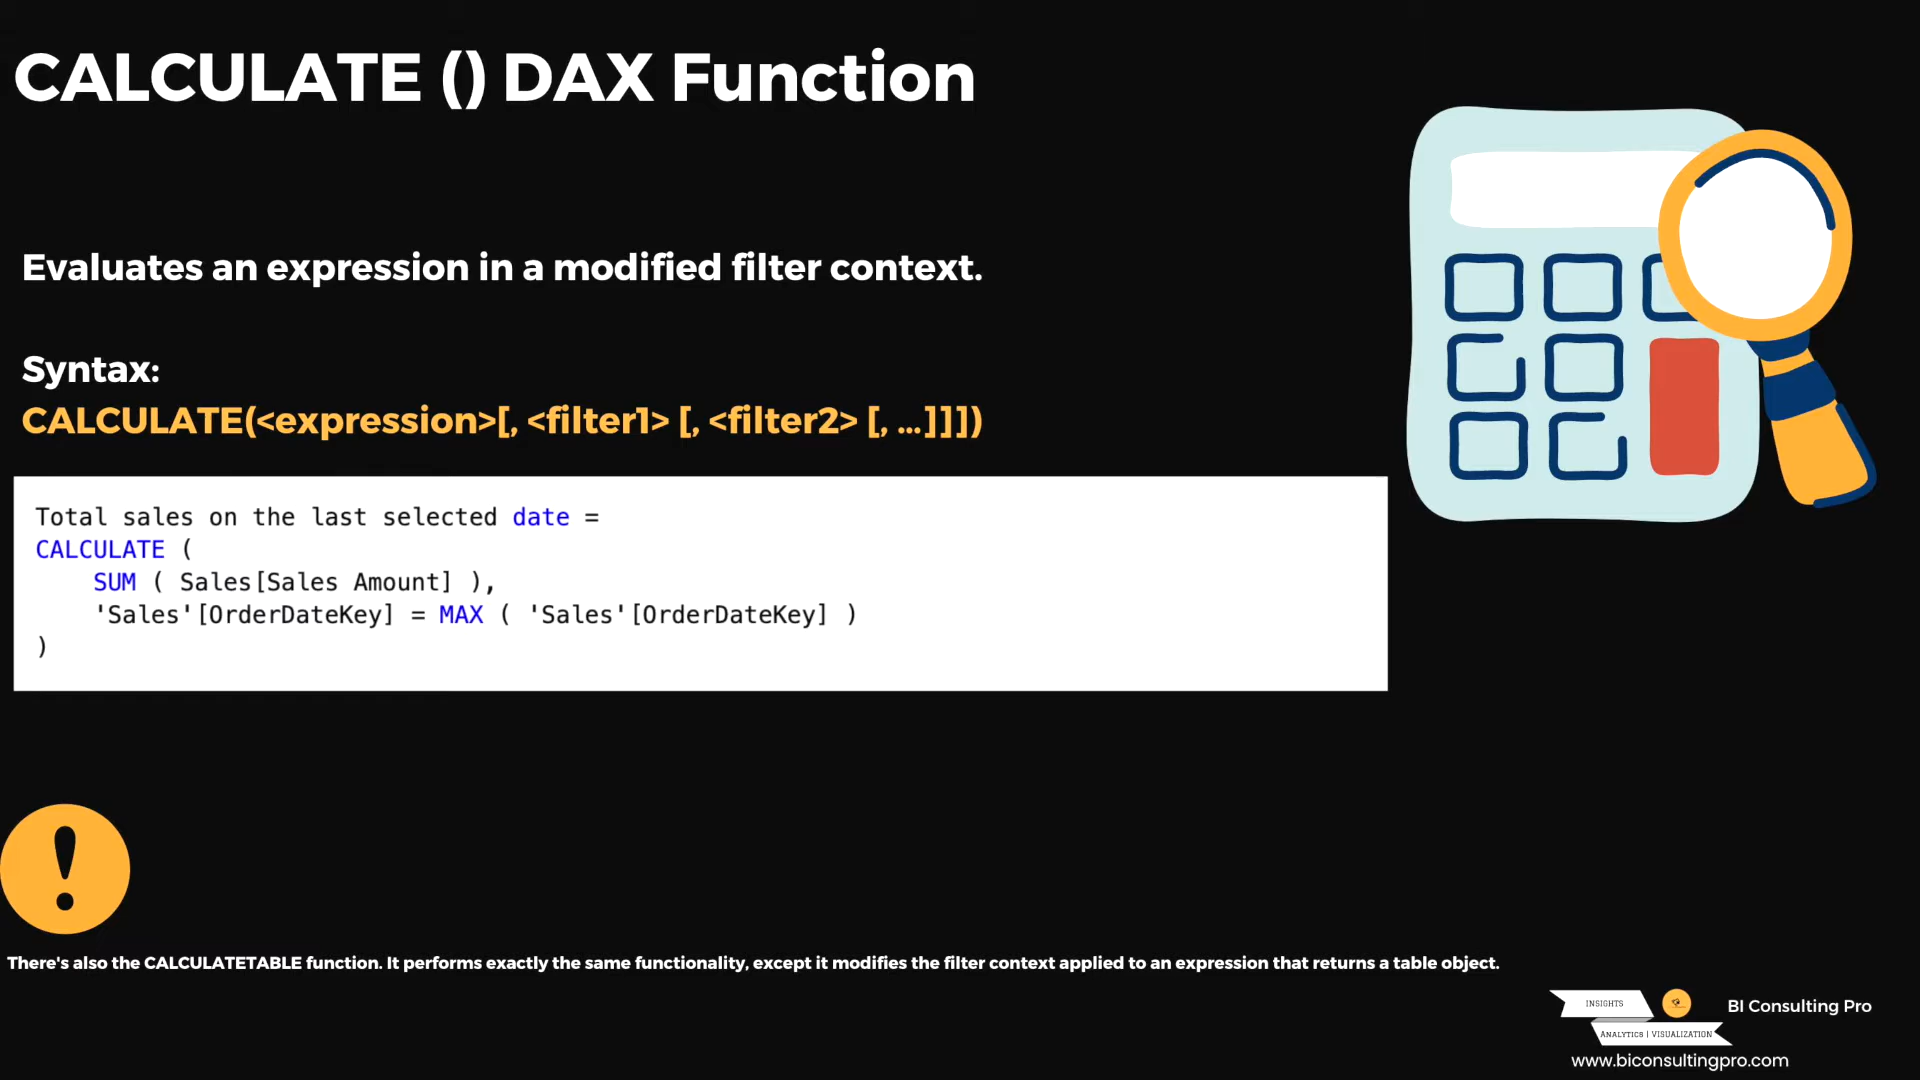 CALCULATE () DAX Function
Evaluates an expression in a modified filter context.
Syntax:
CALCULATE(<expression>[, <filter1> [, <filter2> [, …]]])
Total sales on the last selected date =
CALCULATE (
    SUM ( Sales[Sales Amount] ),
    'Sales'[OrderDateKey] = MAX ( 'Sales'[OrderDateKey] )
)
There's also the CALCULATETABLE function. It performs exactly the same functionality, except it modifies the filter context applied to an expression that returns a table object.
INSIGHTS
ANALYTICS | VISUALIZATION
BI Consulting Pro
www.biconsultingpro.com